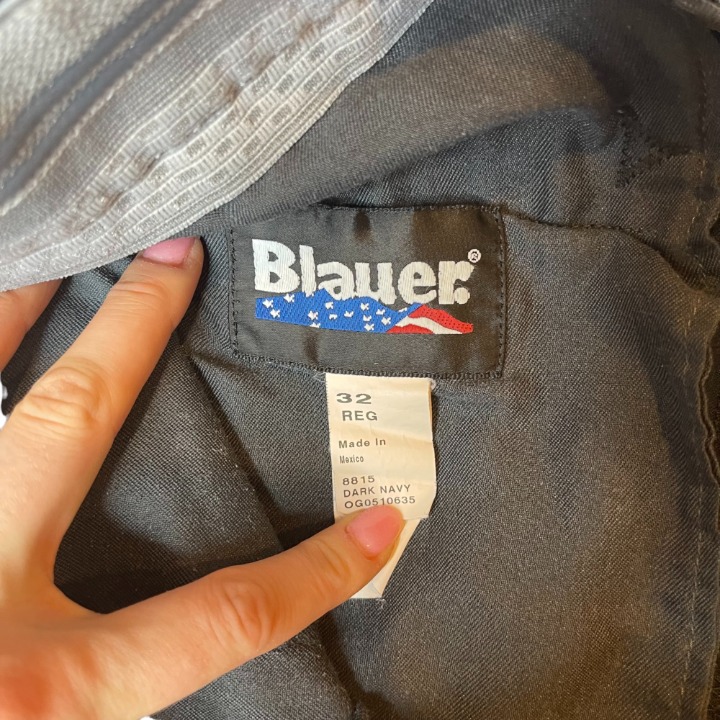 Blauer.®
32
REG
Made In
Mexico
8815
DARK NAVY
OG0510635